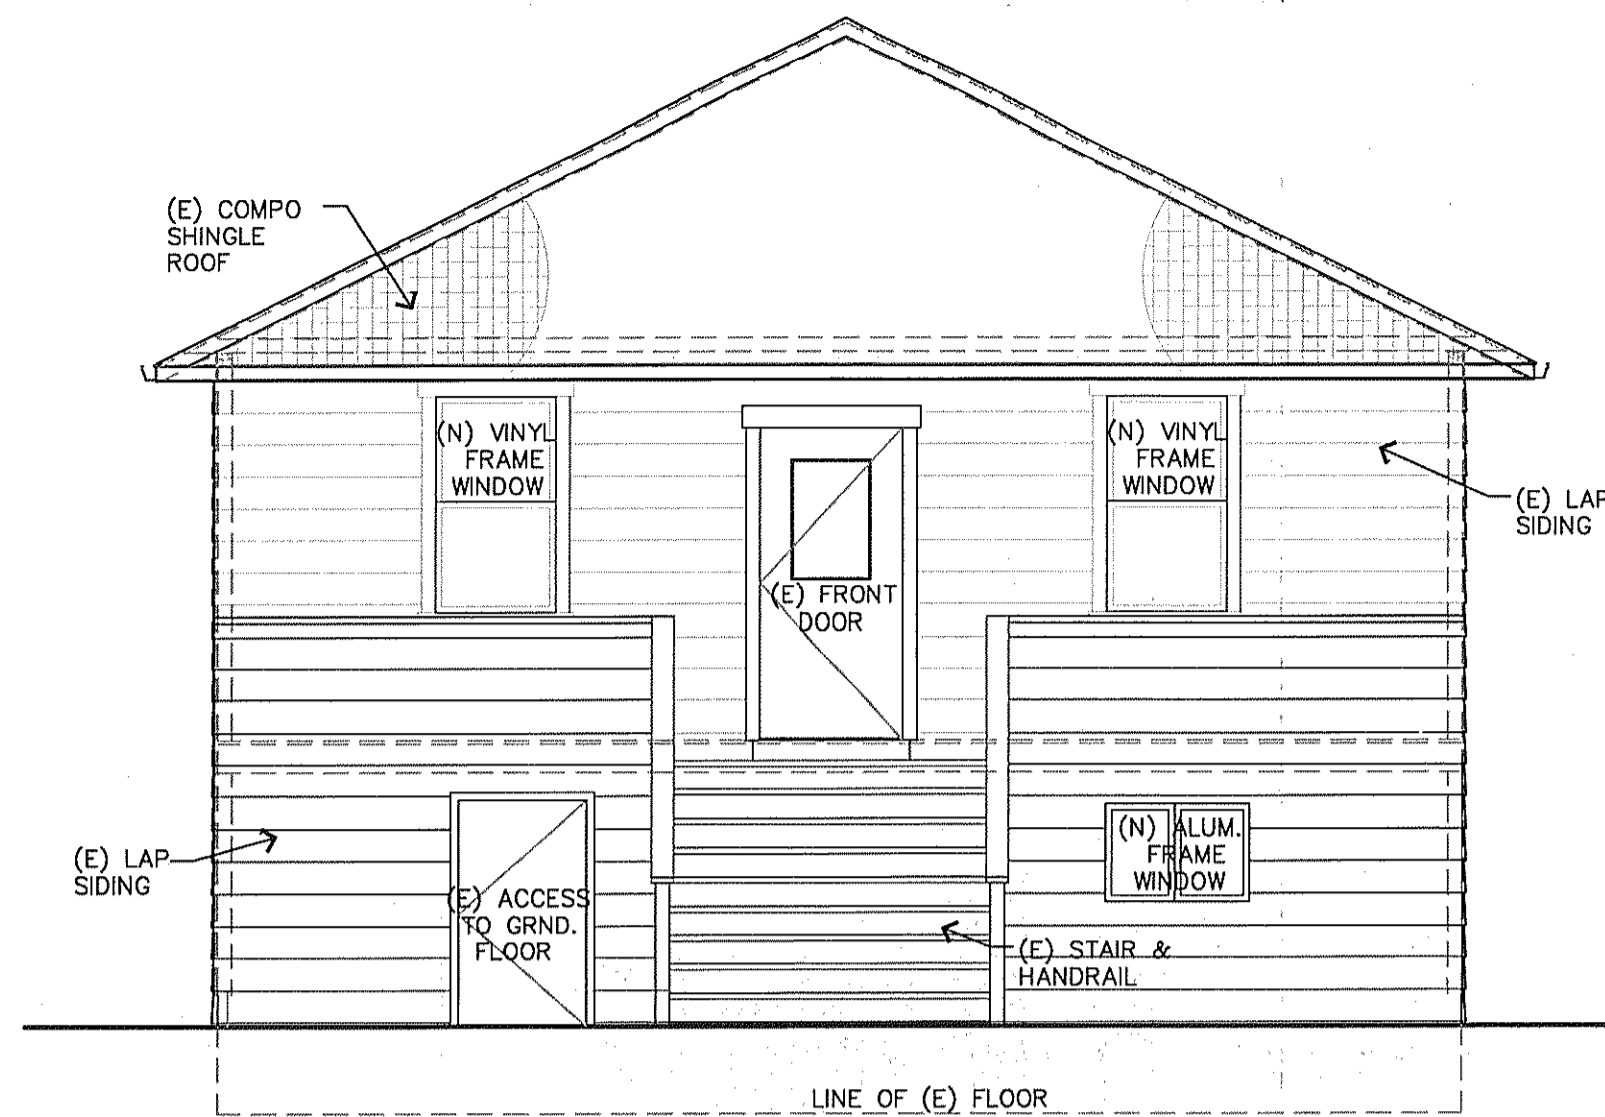 (E) COMPO
SHINGLE
ROOF
(N) VINYL
FRAME
WINDOW
(N) VINYL
FRAME
WINDOW
(E) LAP
SIDING
(E) FRONT
DOOR
(E) LAP
SIDING
(E) ACCESS
TO GRND.
FLOOR
(N) ALUM.
FRAME
WINDOW
(E) STAIR &
HANDRAIL
LINE OF (E) FLOOR